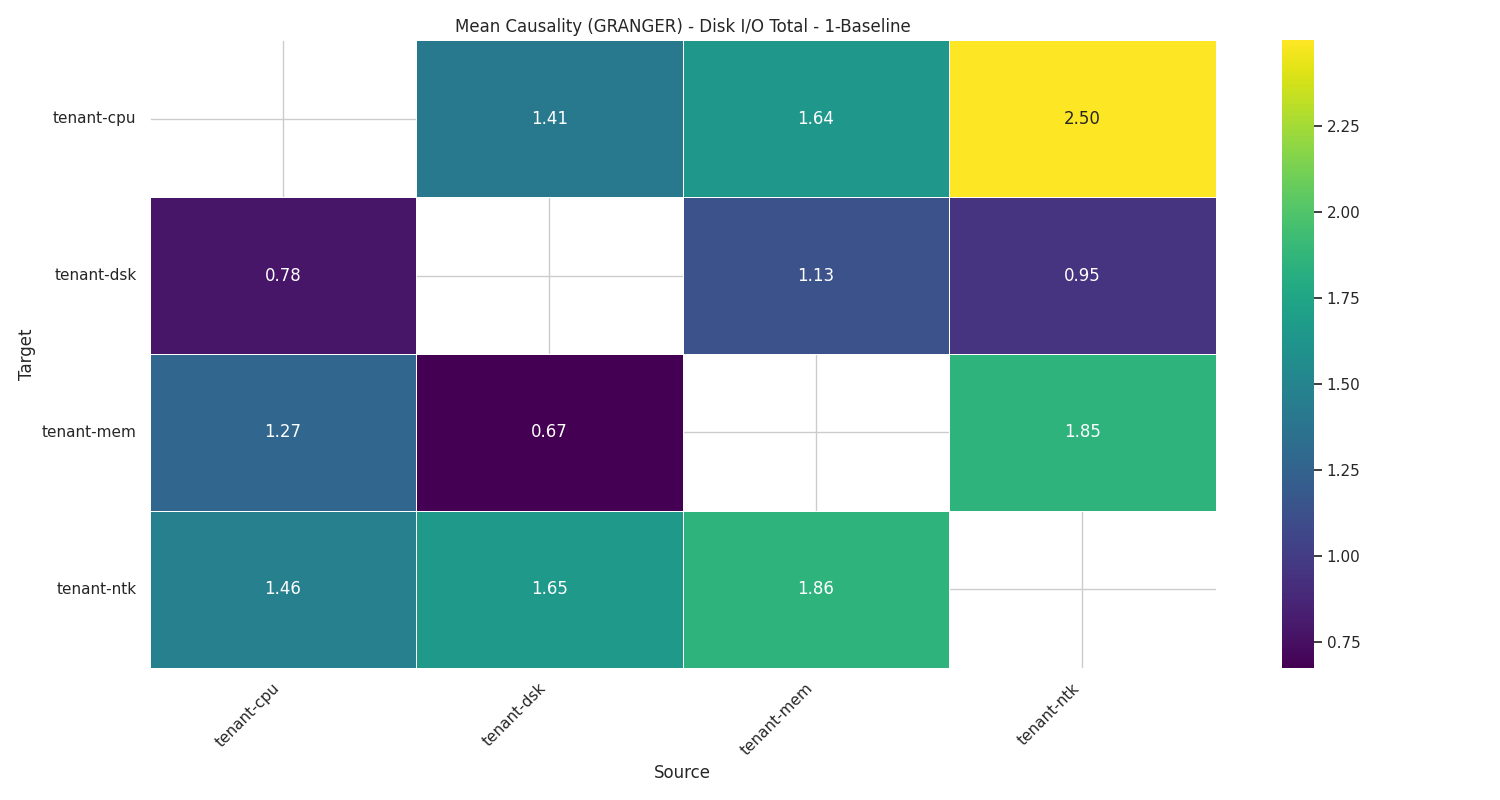 Mean Causality (GRANGER) - Disk I/O Total - 1-Baseline
tenant-cpu
1.41
1.64
2.50
tenant-dsk
0.78
1.13
0.95
tenant-mem
1.27
0.67
1.85
tenant-ntk
1.46
1.65
1.86
Target
tenant-cpu
tenant-dsk
tenant-mem
tenant-ntk
Source
2.25
2.00
1.75
1.50
1.25
1.00
0.75